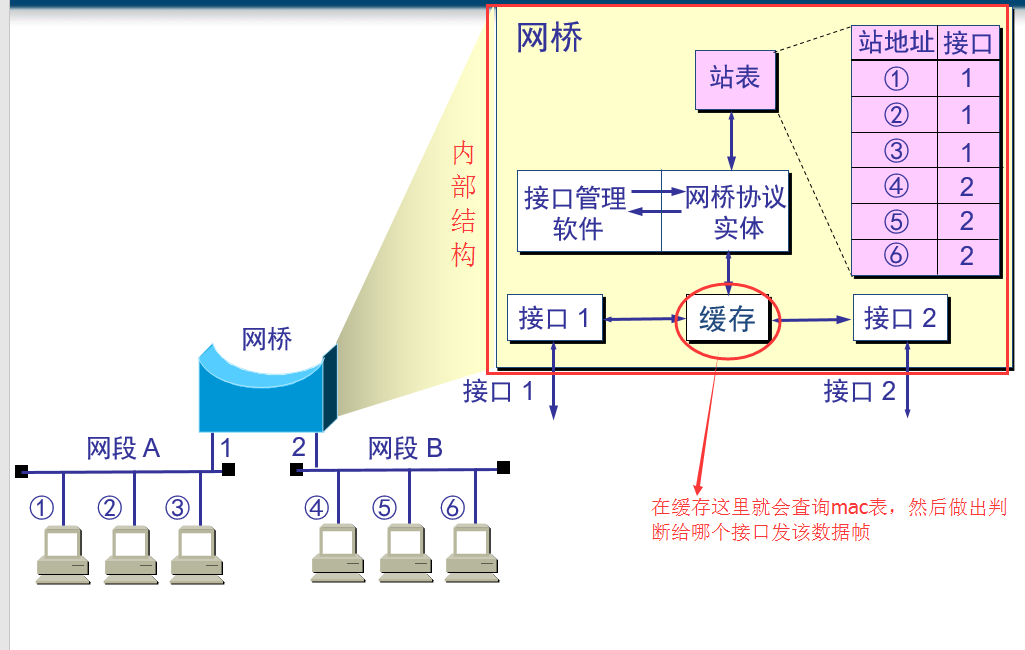 网桥
站地址 接口
① 1
② 1
③ 1
④ 2
⑤ 2
⑥ 2
站表
内部结构
接口管理
软件
网桥协议
实体
接口 1
缓存
接口 2
网桥
接口 1
接口 2
网段 A
1
2
网段 B
① ② ③ ④ ⑤ ⑥
在缓存这里就会查询mac表，然后做出判
断给哪个接口发该数据帧